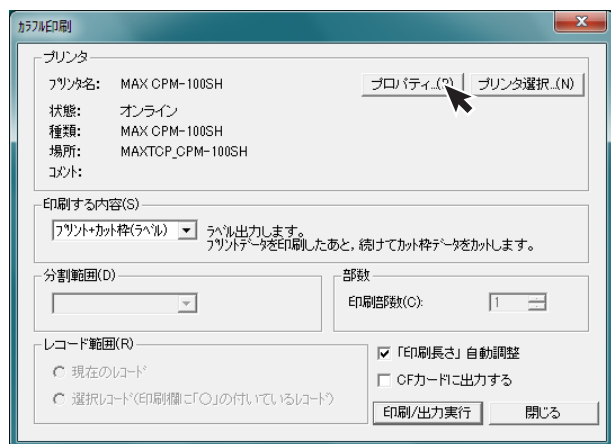 カラフル印刷
プリンタ
プリンタ名: MAX CPM-100SH
プロパティ...(P) プリンタ選択...(N)
状態: オンライン
種類: MAX CPM-100SH
場所: MAXTCP_CPM-100SH
コメント:
印刷する内容(S)
プリント+カット枠(ラベル) ラベル出力します。
プリントデータを印刷したあと、続けてカット枠データをカットします。
分割範囲(D)
部数
印刷部数(C): 1
レコード範囲(R)
現在のレコード
選択レコード(印刷欄に「○」の付いているレコード)
「印刷長さ」自動調整
CFカードに出力する
印刷/出力実行 閉じる